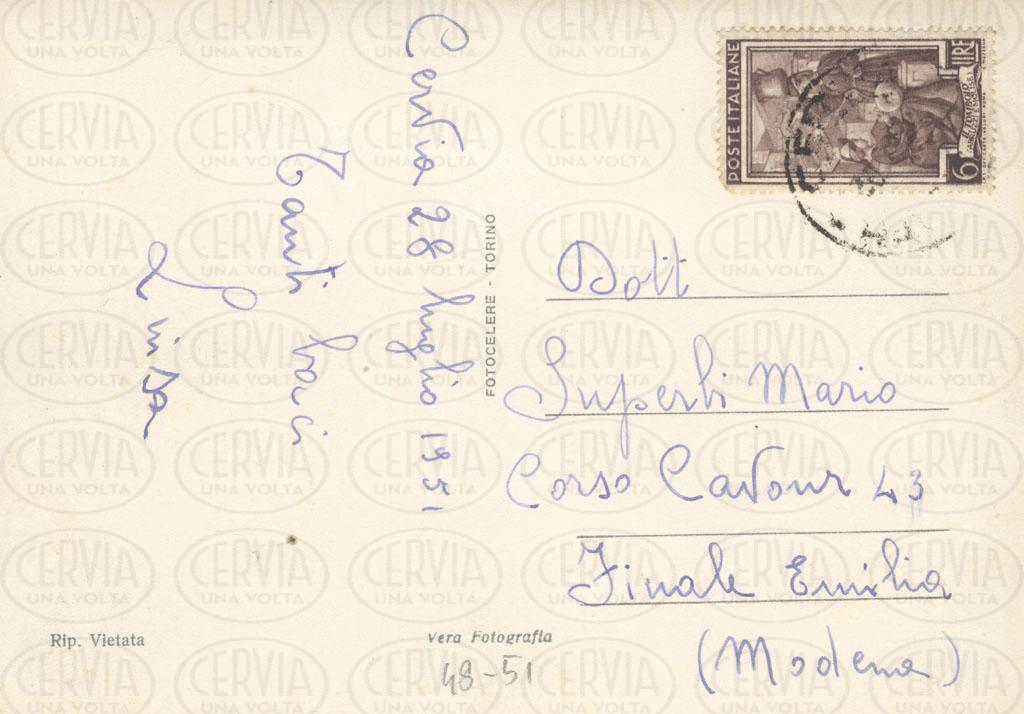 Cervia 28 luglio 1951
Tanti baci
Luisa
FOTOCELERE - TORINO
POSTE ITALIANE
LIRE
6
Dott
Superbi Mario
Corso Cavour 43
Finale Emilia
(Modena)
Rip. Vietata
Vera Fotografia
48-51
CERVIA
UNA VOLTA